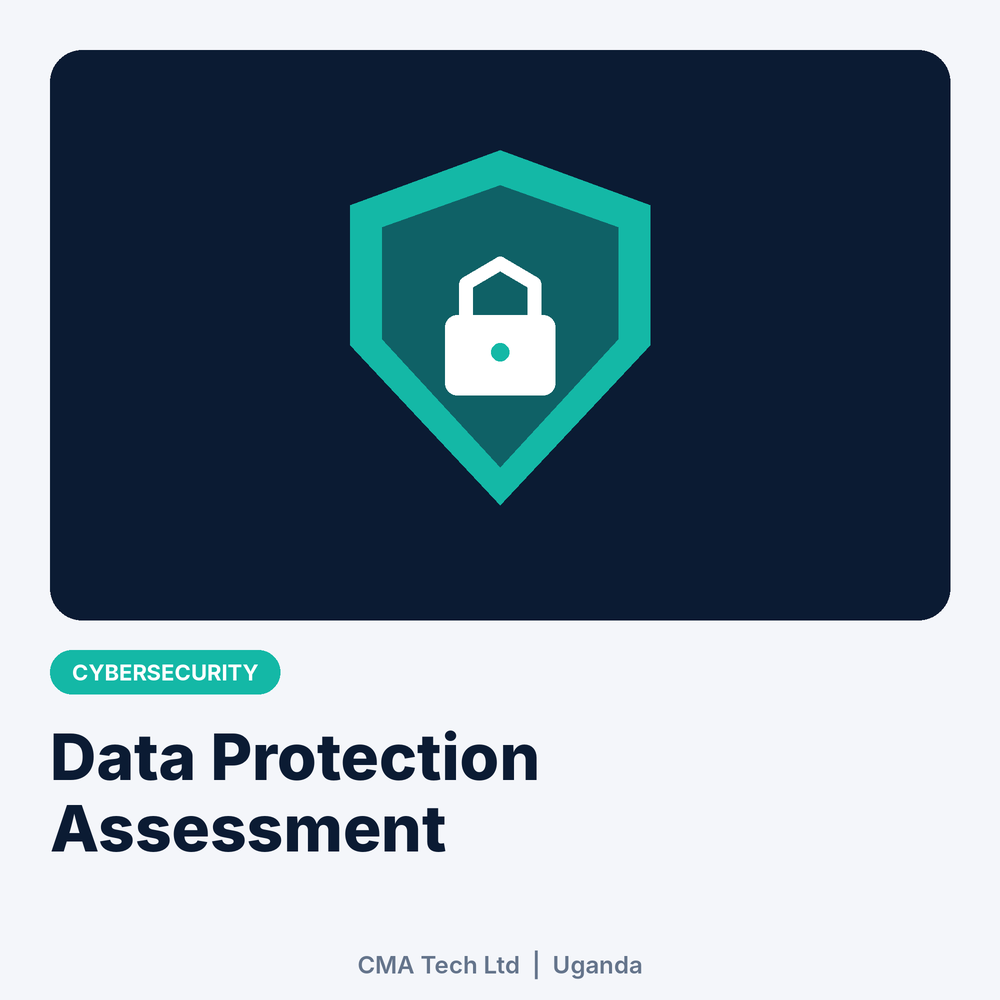 CYBERSECURITY
Data Protection
Assessment
CMA Tech Ltd | Uganda